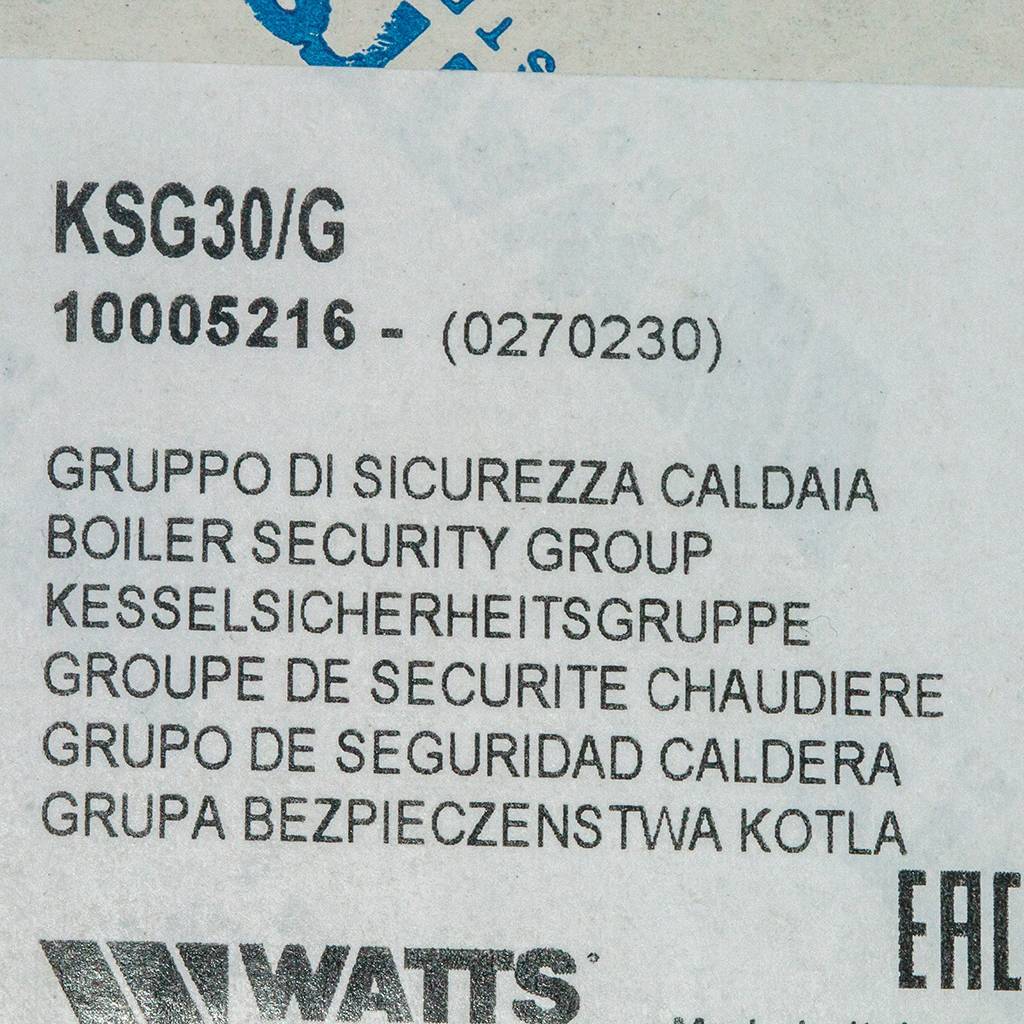 KSG30/G
10005216 - (0270230)
GRUPPO DI SICUREZZA CALDAIA
BOILER SECURITY GROUP
KESSELSICHERHEITSGRUPPE
GROUPE DE SECURITE CHAUDIERE
GRUPO DE SEGURIDAD CALDERA
GRUPA BEZPIECZENSTWA KOTLA
EAC
WATTS